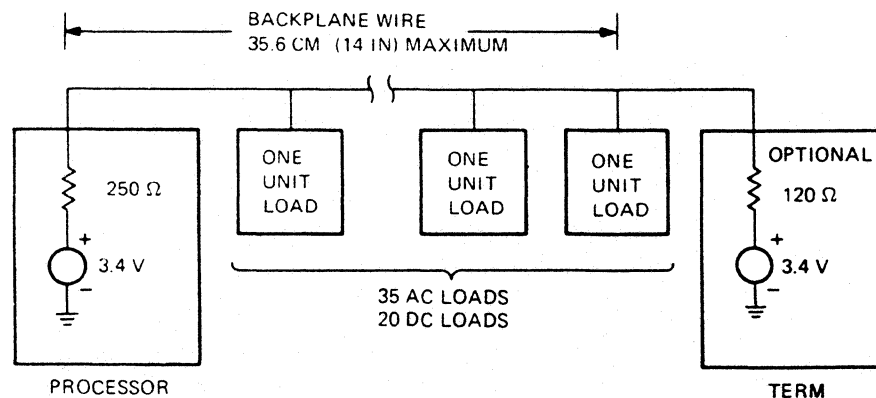 BACKPLANE WIRE
35.6 CM (14 IN) MAXIMUM
250 Ω
+
3.4 V
−
PROCESSOR
ONE
UNIT
LOAD
ONE
UNIT
LOAD
ONE
UNIT
LOAD
35 AC LOADS
20 DC LOADS
OPTIONAL
120 Ω
+
3.4 V
−
TERM